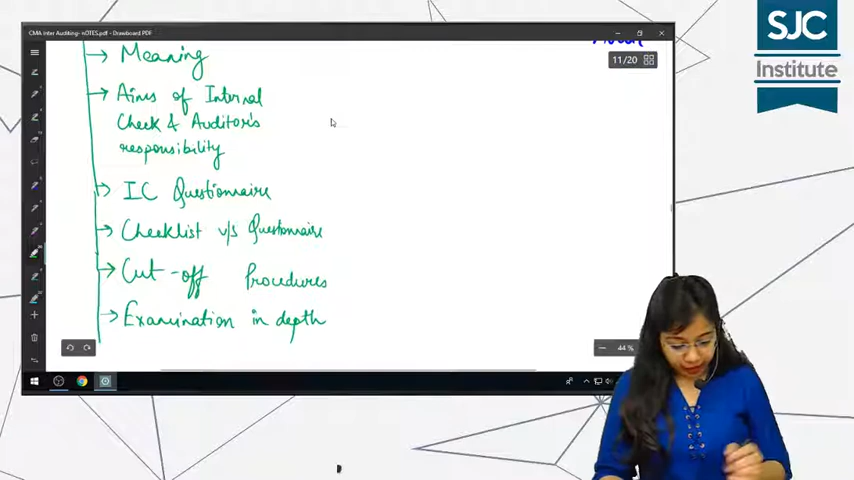 CMA Inter Auditing- nOTES.pdf - Drawboard PDF
SJC
Institute
11/20
Meaning
Aims of Internal
Check & Auditor's
responsibility
IC Questionnaire
Checklist v/s Questionnaire
Cut-off Procedures
Examination in depth
44 %